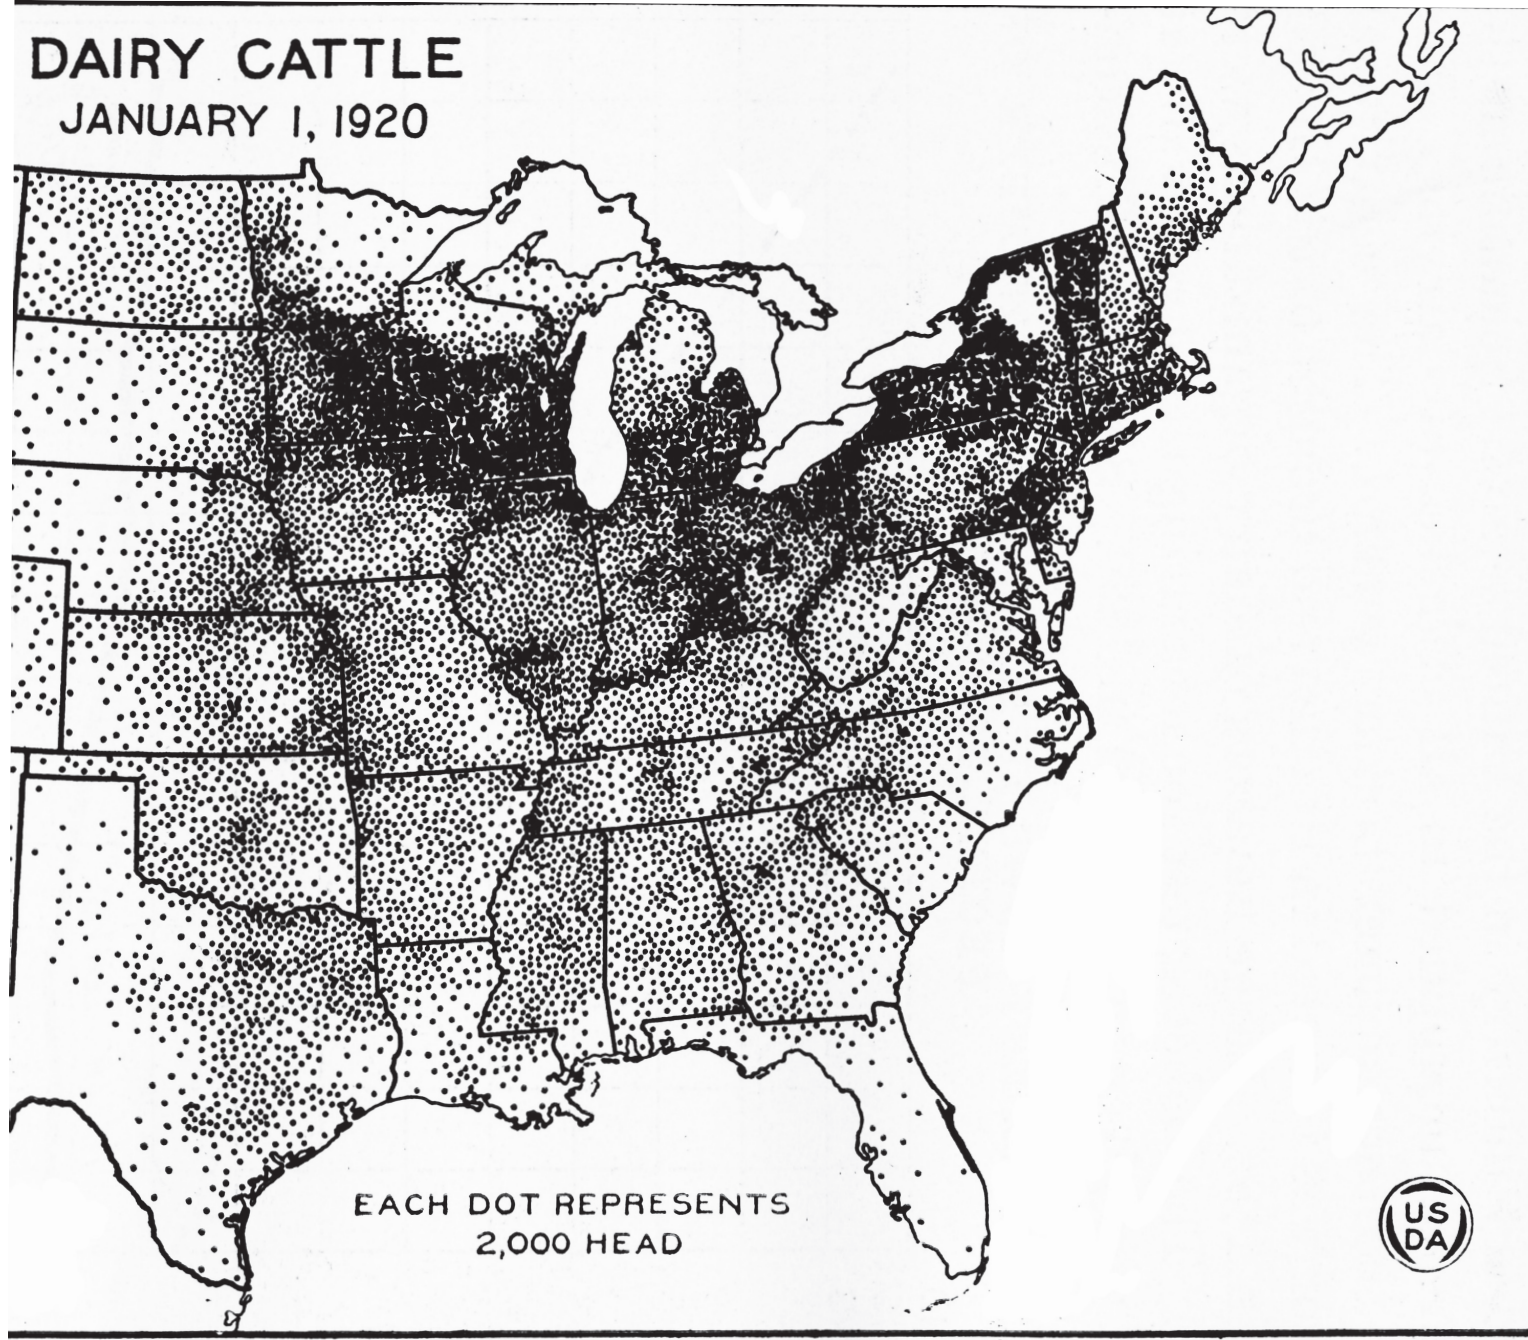 DAIRY CATTLE
JANUARY 1, 1920
EACH DOT REPRESENTS
2,000 HEAD
US
DA